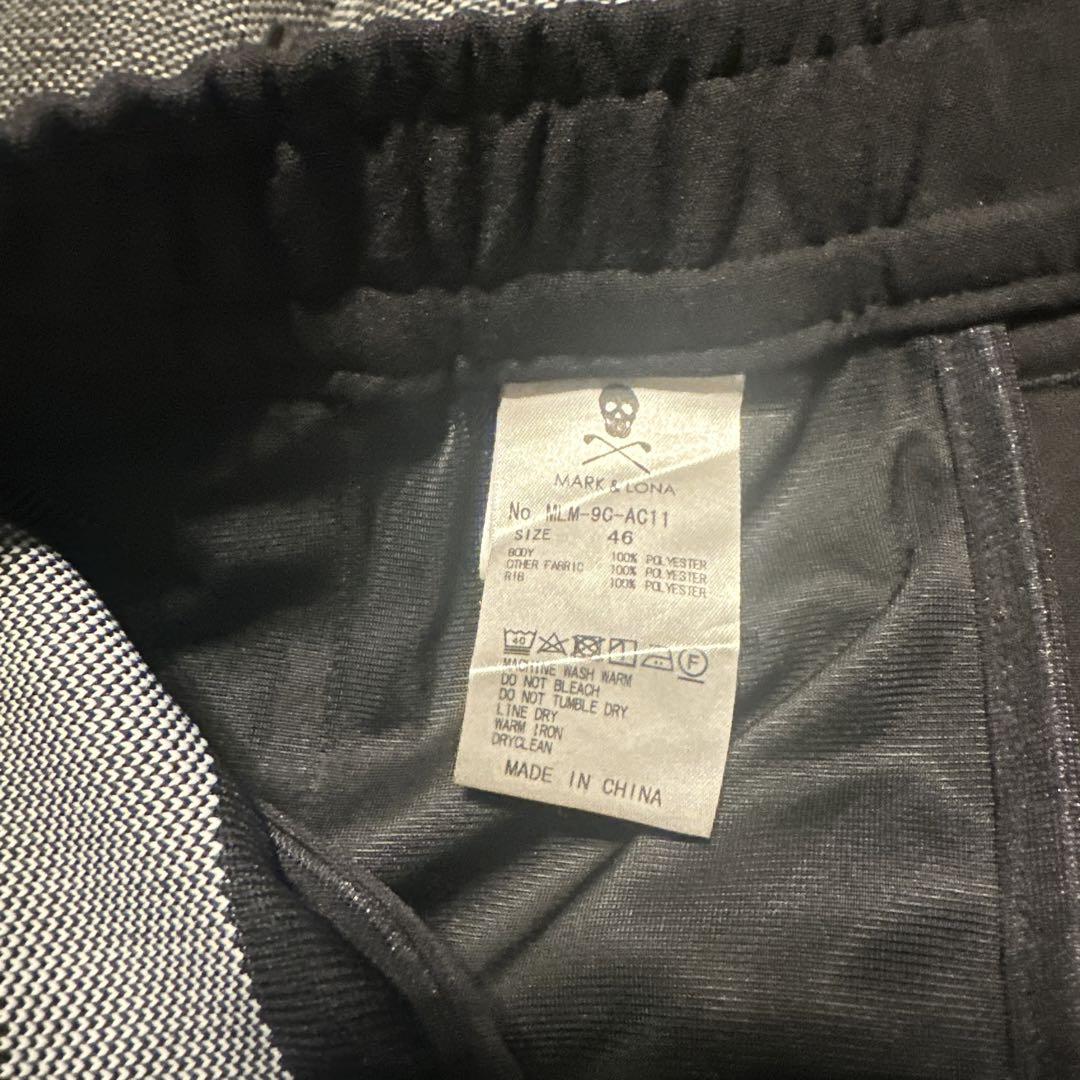 MARK & LONA
No. MLM-9C-AC11
SIZE 46
BODY 100% POLYESTER
OTHER FABRIC 100% POLYESTER
RIB 100% POLYESTER
40 F
MACHINE WASH WARM
DO NOT BLEACH
DO NOT TUMBLE DRY
LINE DRY
WARM IRON
DRYCLEAN
MADE IN CHINA